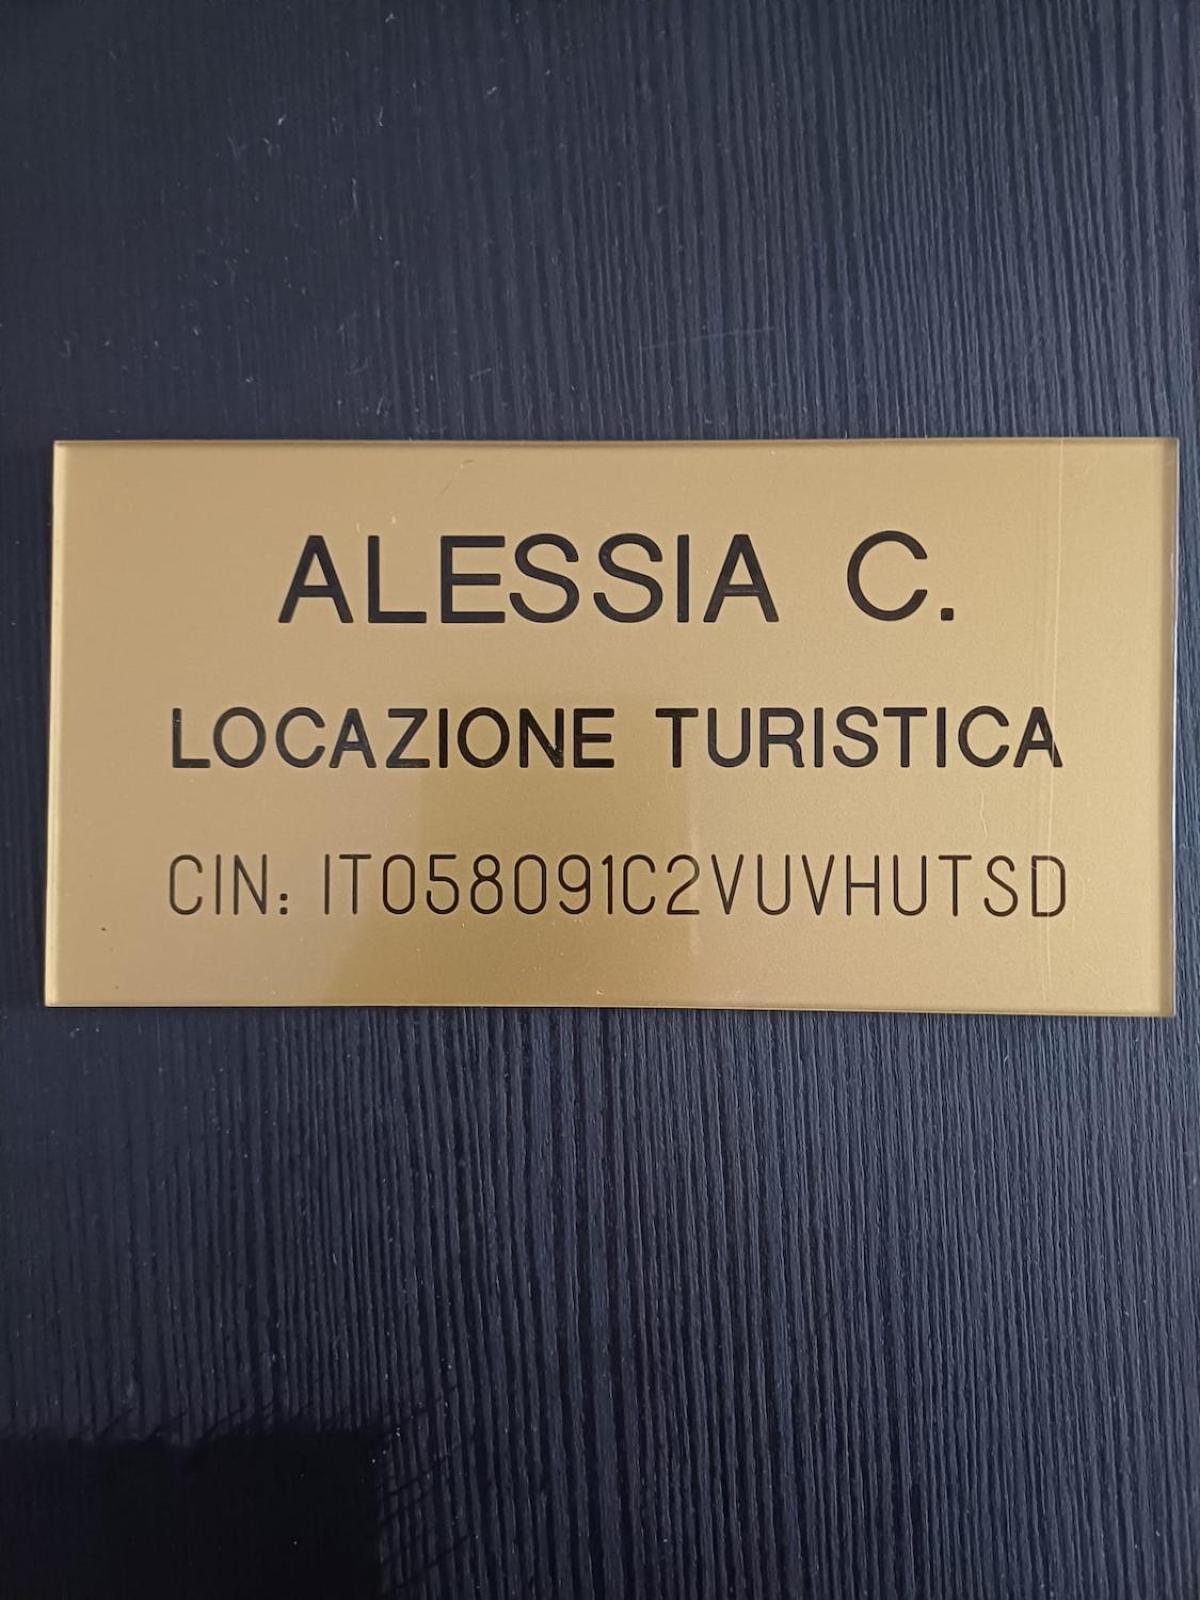 ALESSIA C.
LOCAZIONE TURISTICA
CIN: IT058091C2VUVHUTSD